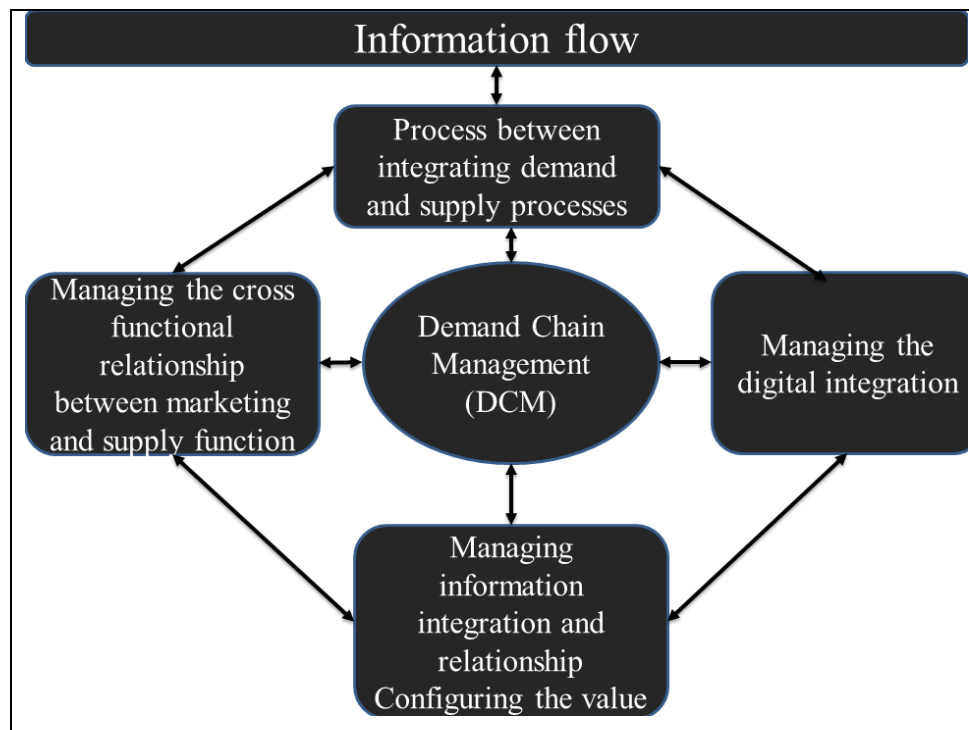 Information flow
Process between
integrating demand
and supply processes
Managing the cross
functional
relationship
between marketing
and supply function
Demand Chain
Management
(DCM)
Managing the
digital integration
Managing
information
integration and
relationship
Configuring the value